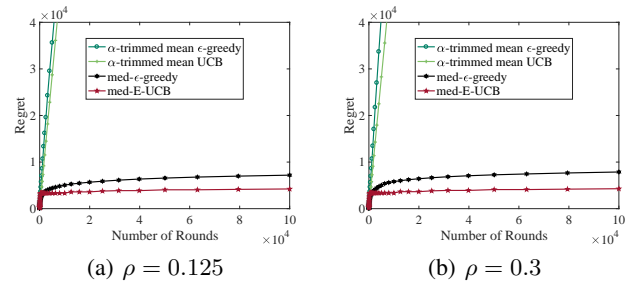 ×10⁴
4
3
2
1
0
Regret
α-trimmed mean ϵ-greedy
α-trimmed mean UCB
med-ϵ-greedy
med-E-UCB
0 2 4 6 8 10
Number of Rounds ×10⁴
(a) ρ = 0.125
×10⁴
4
3
2
1
0
Regret
α-trimmed mean ϵ-greedy
α-trimmed mean UCB
med-ϵ-greedy
med-E-UCB
0 2 4 6 8 10
Number of Rounds ×10⁴
(b) ρ = 0.3